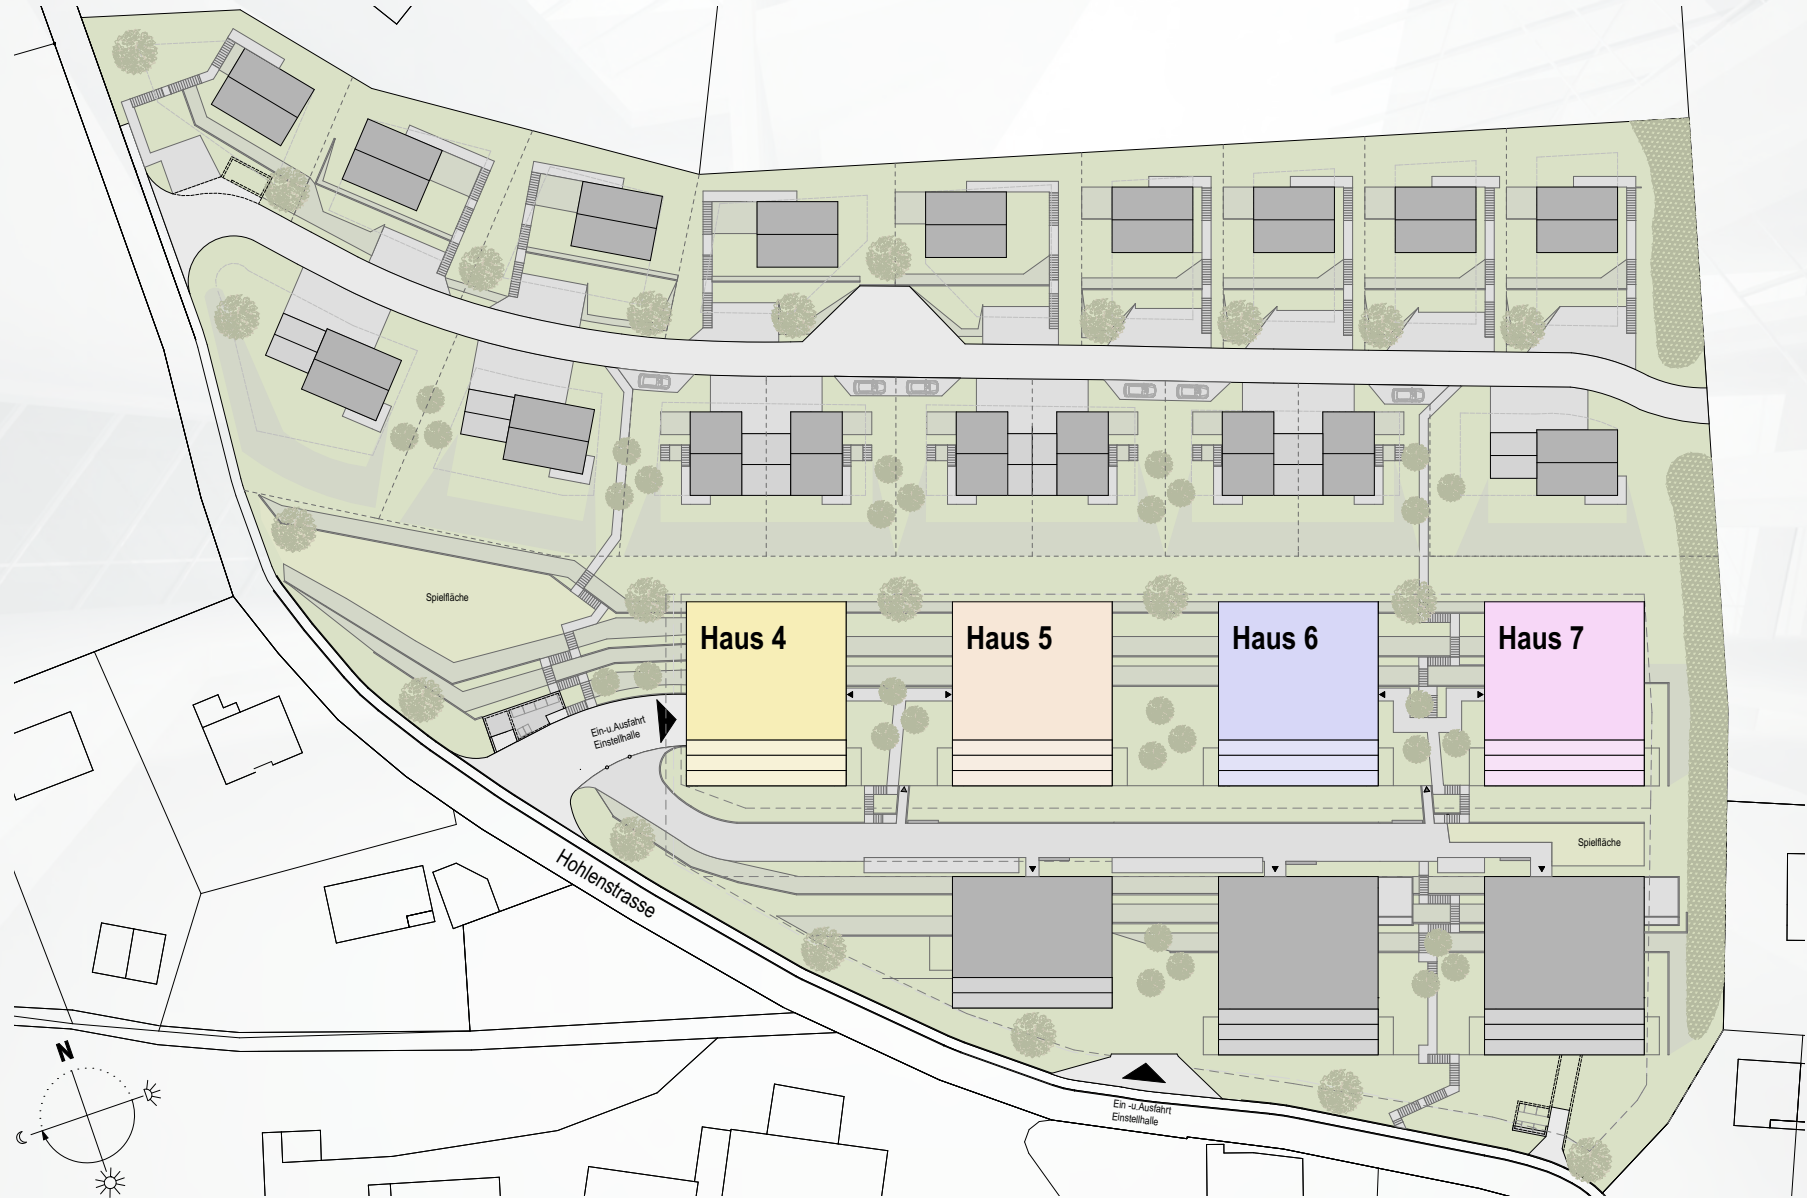 Spielfläche
Haus 4
Haus 5
Haus 6
Haus 7
Ein-u.Ausfahrt
Einstellhalle
Spielfläche
Hohlenstrasse
N
Ein -u.Ausfahrt
Einstellhalle